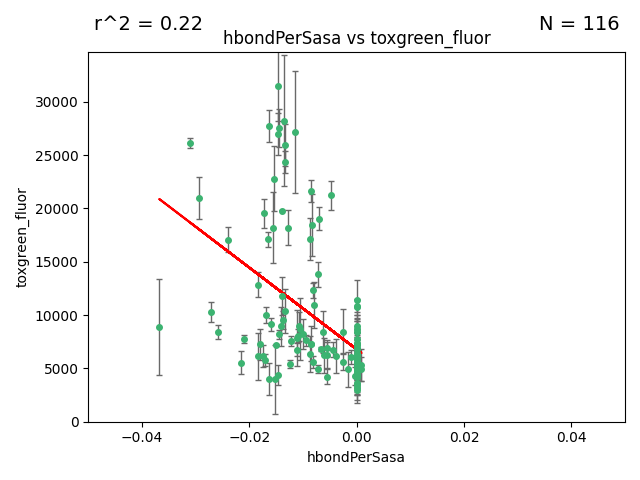 r^2 = 0.22
N = 116
hbondPerSasa vs toxgreen_fluor
30000
25000
20000
15000
10000
5000
0
toxgreen_fluor
−0.04
−0.02
0.00
0.02
0.04
hbondPerSasa